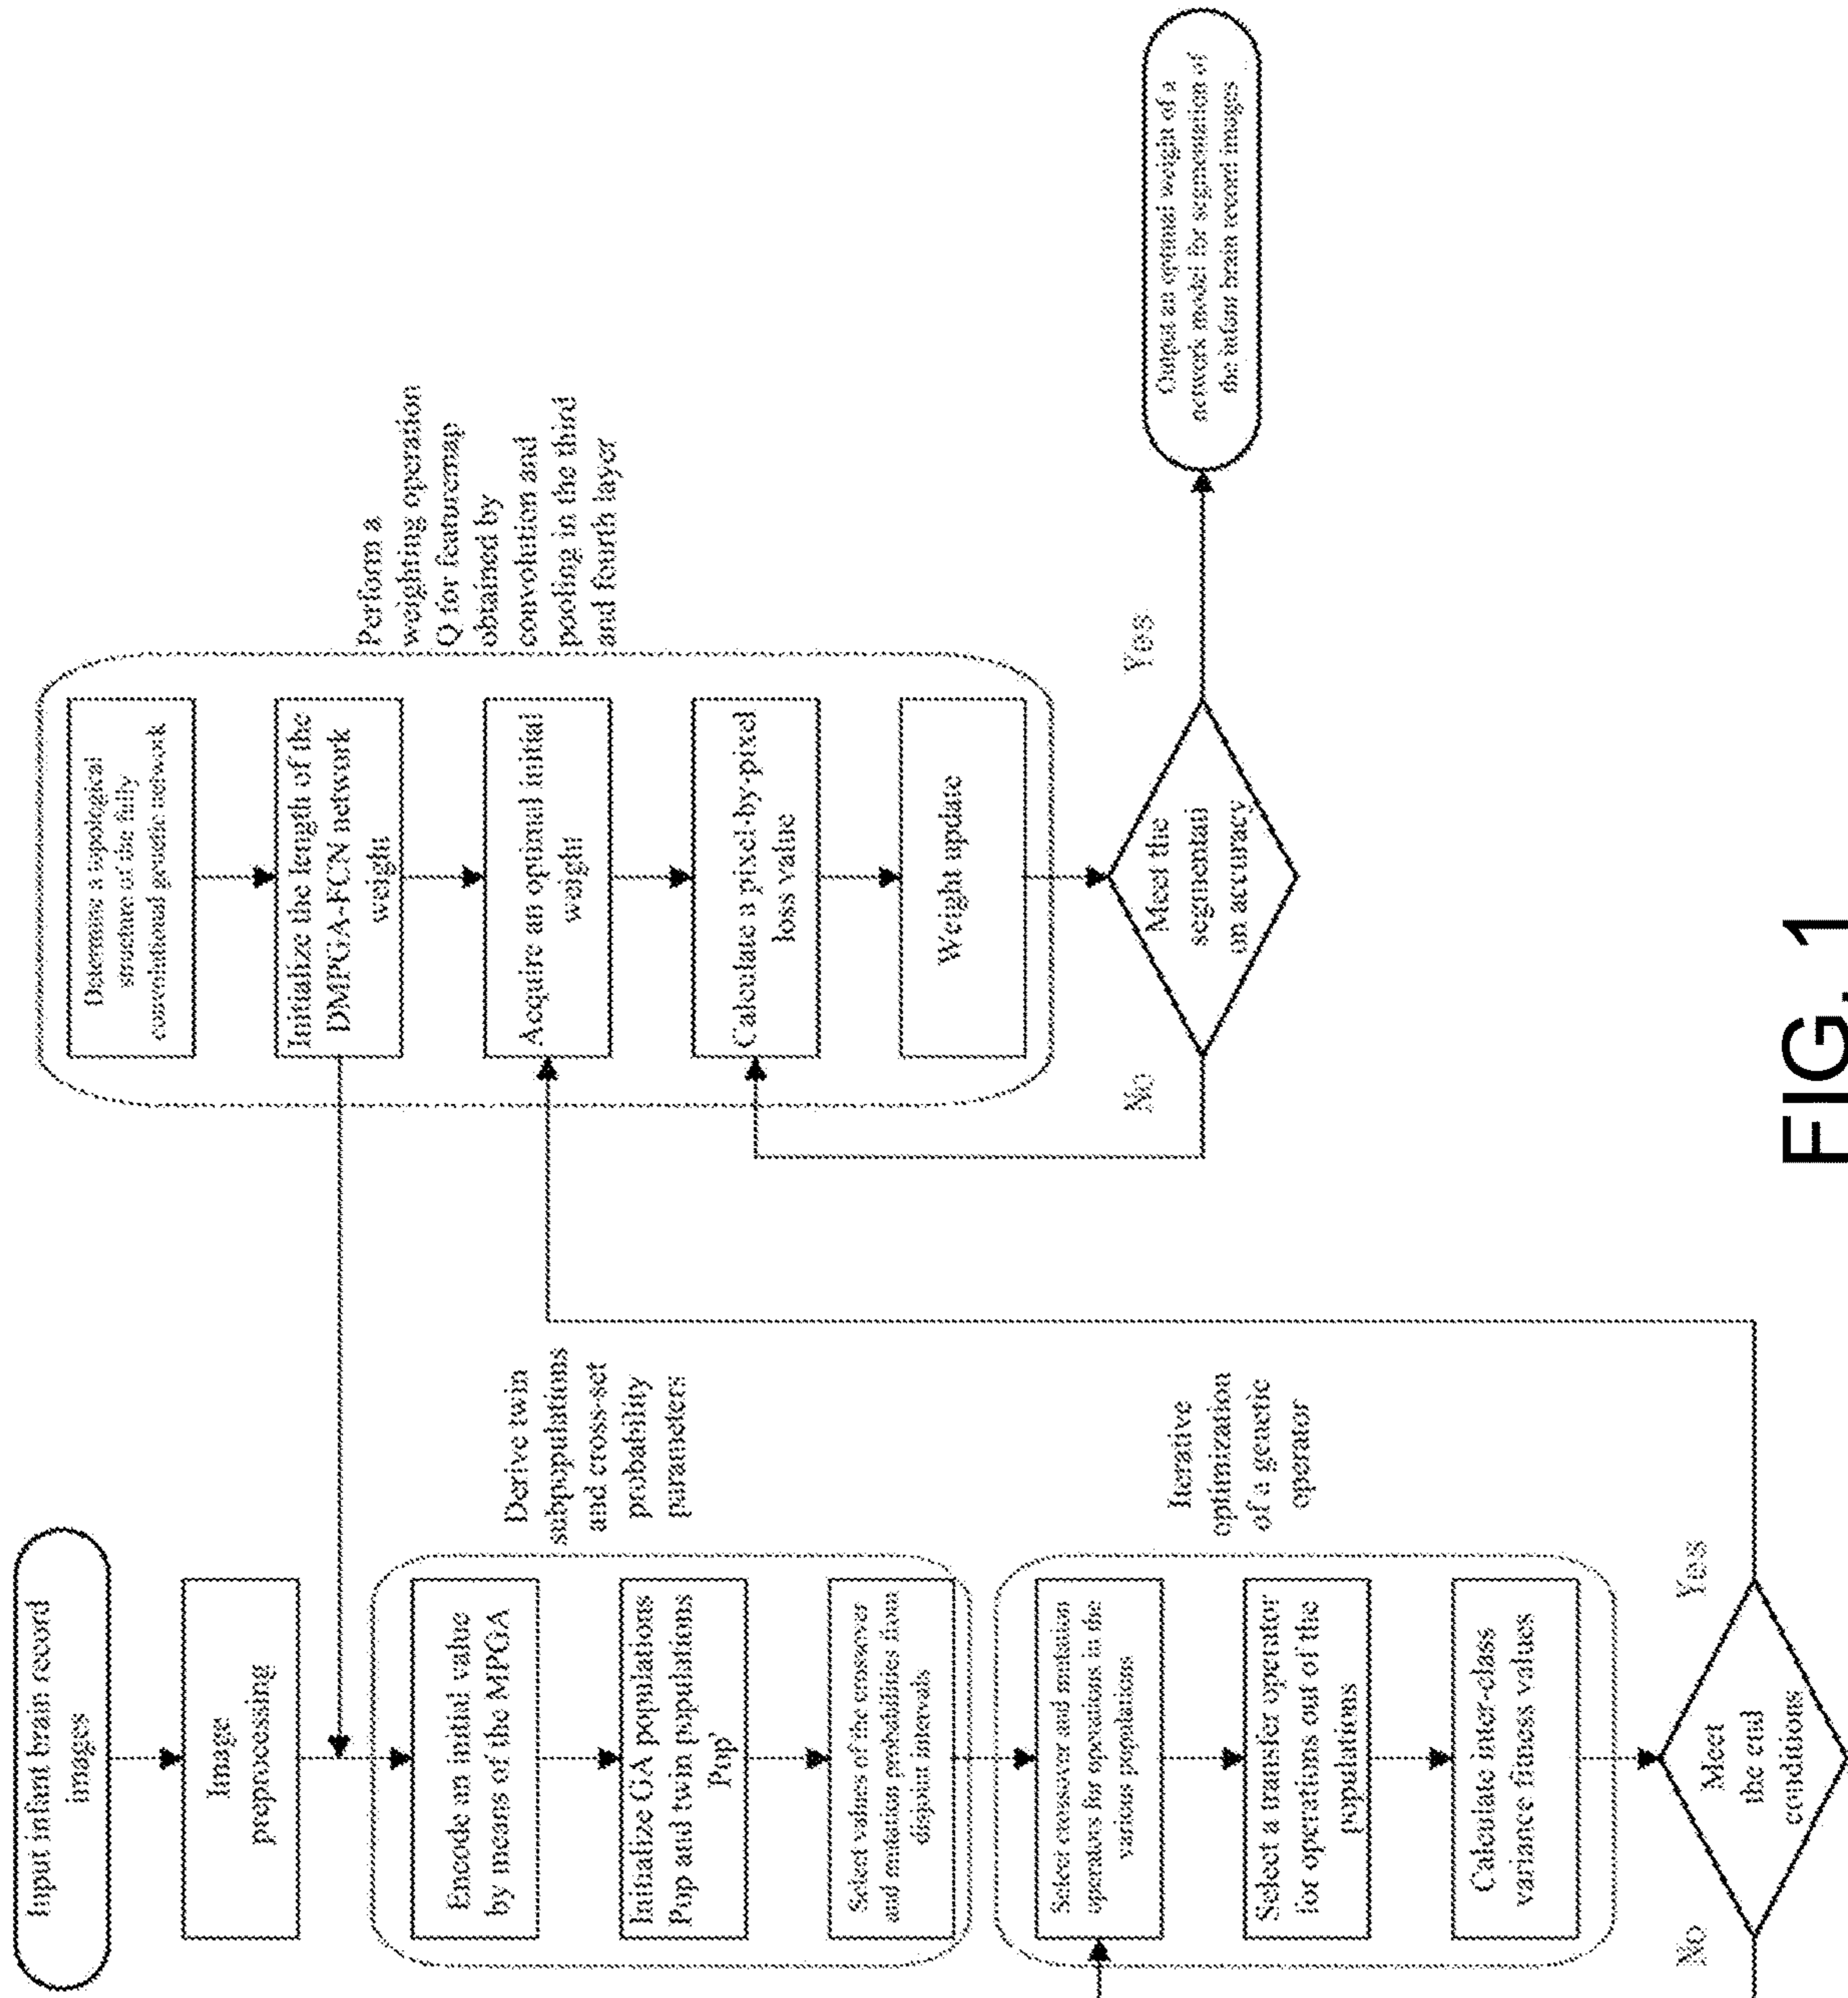 Input infant brain record
images
Image
preprocessing
Encode an initial value
by means of the MPGA
Initialize GA populations
Pop and twin populations
Pop'
Select values of the crossover
and mutation probabilities from
disjoint intervals
Derive twin
subpopulations
and cross-set
probability
parameters
Select crossover and mutation
operators for operations in the
various populations
Select a transfer operator
for operations out of the
populations
Calculate inter-class
variance fitness values
Iterative
optimization
of a genetic
operator
Meet
the end
conditions
No
Yes
Determine a topological
structure of the fully
convolutional genetic network
Initialize the length of the
DMPGA-FCN network
weight
Acquire an optimal initial
weight
Calculate a pixel-by-pixel
loss value
Weight update
Perform a
weighting operation
Q for featuremap
obtained by
convolution and
pooling in the third
and fourth layer
Meet the
segmentati
on accuracy
No
Yes
Output an optimal weight of a
network model for segmentation of
the infant brain record images
FIG. 1